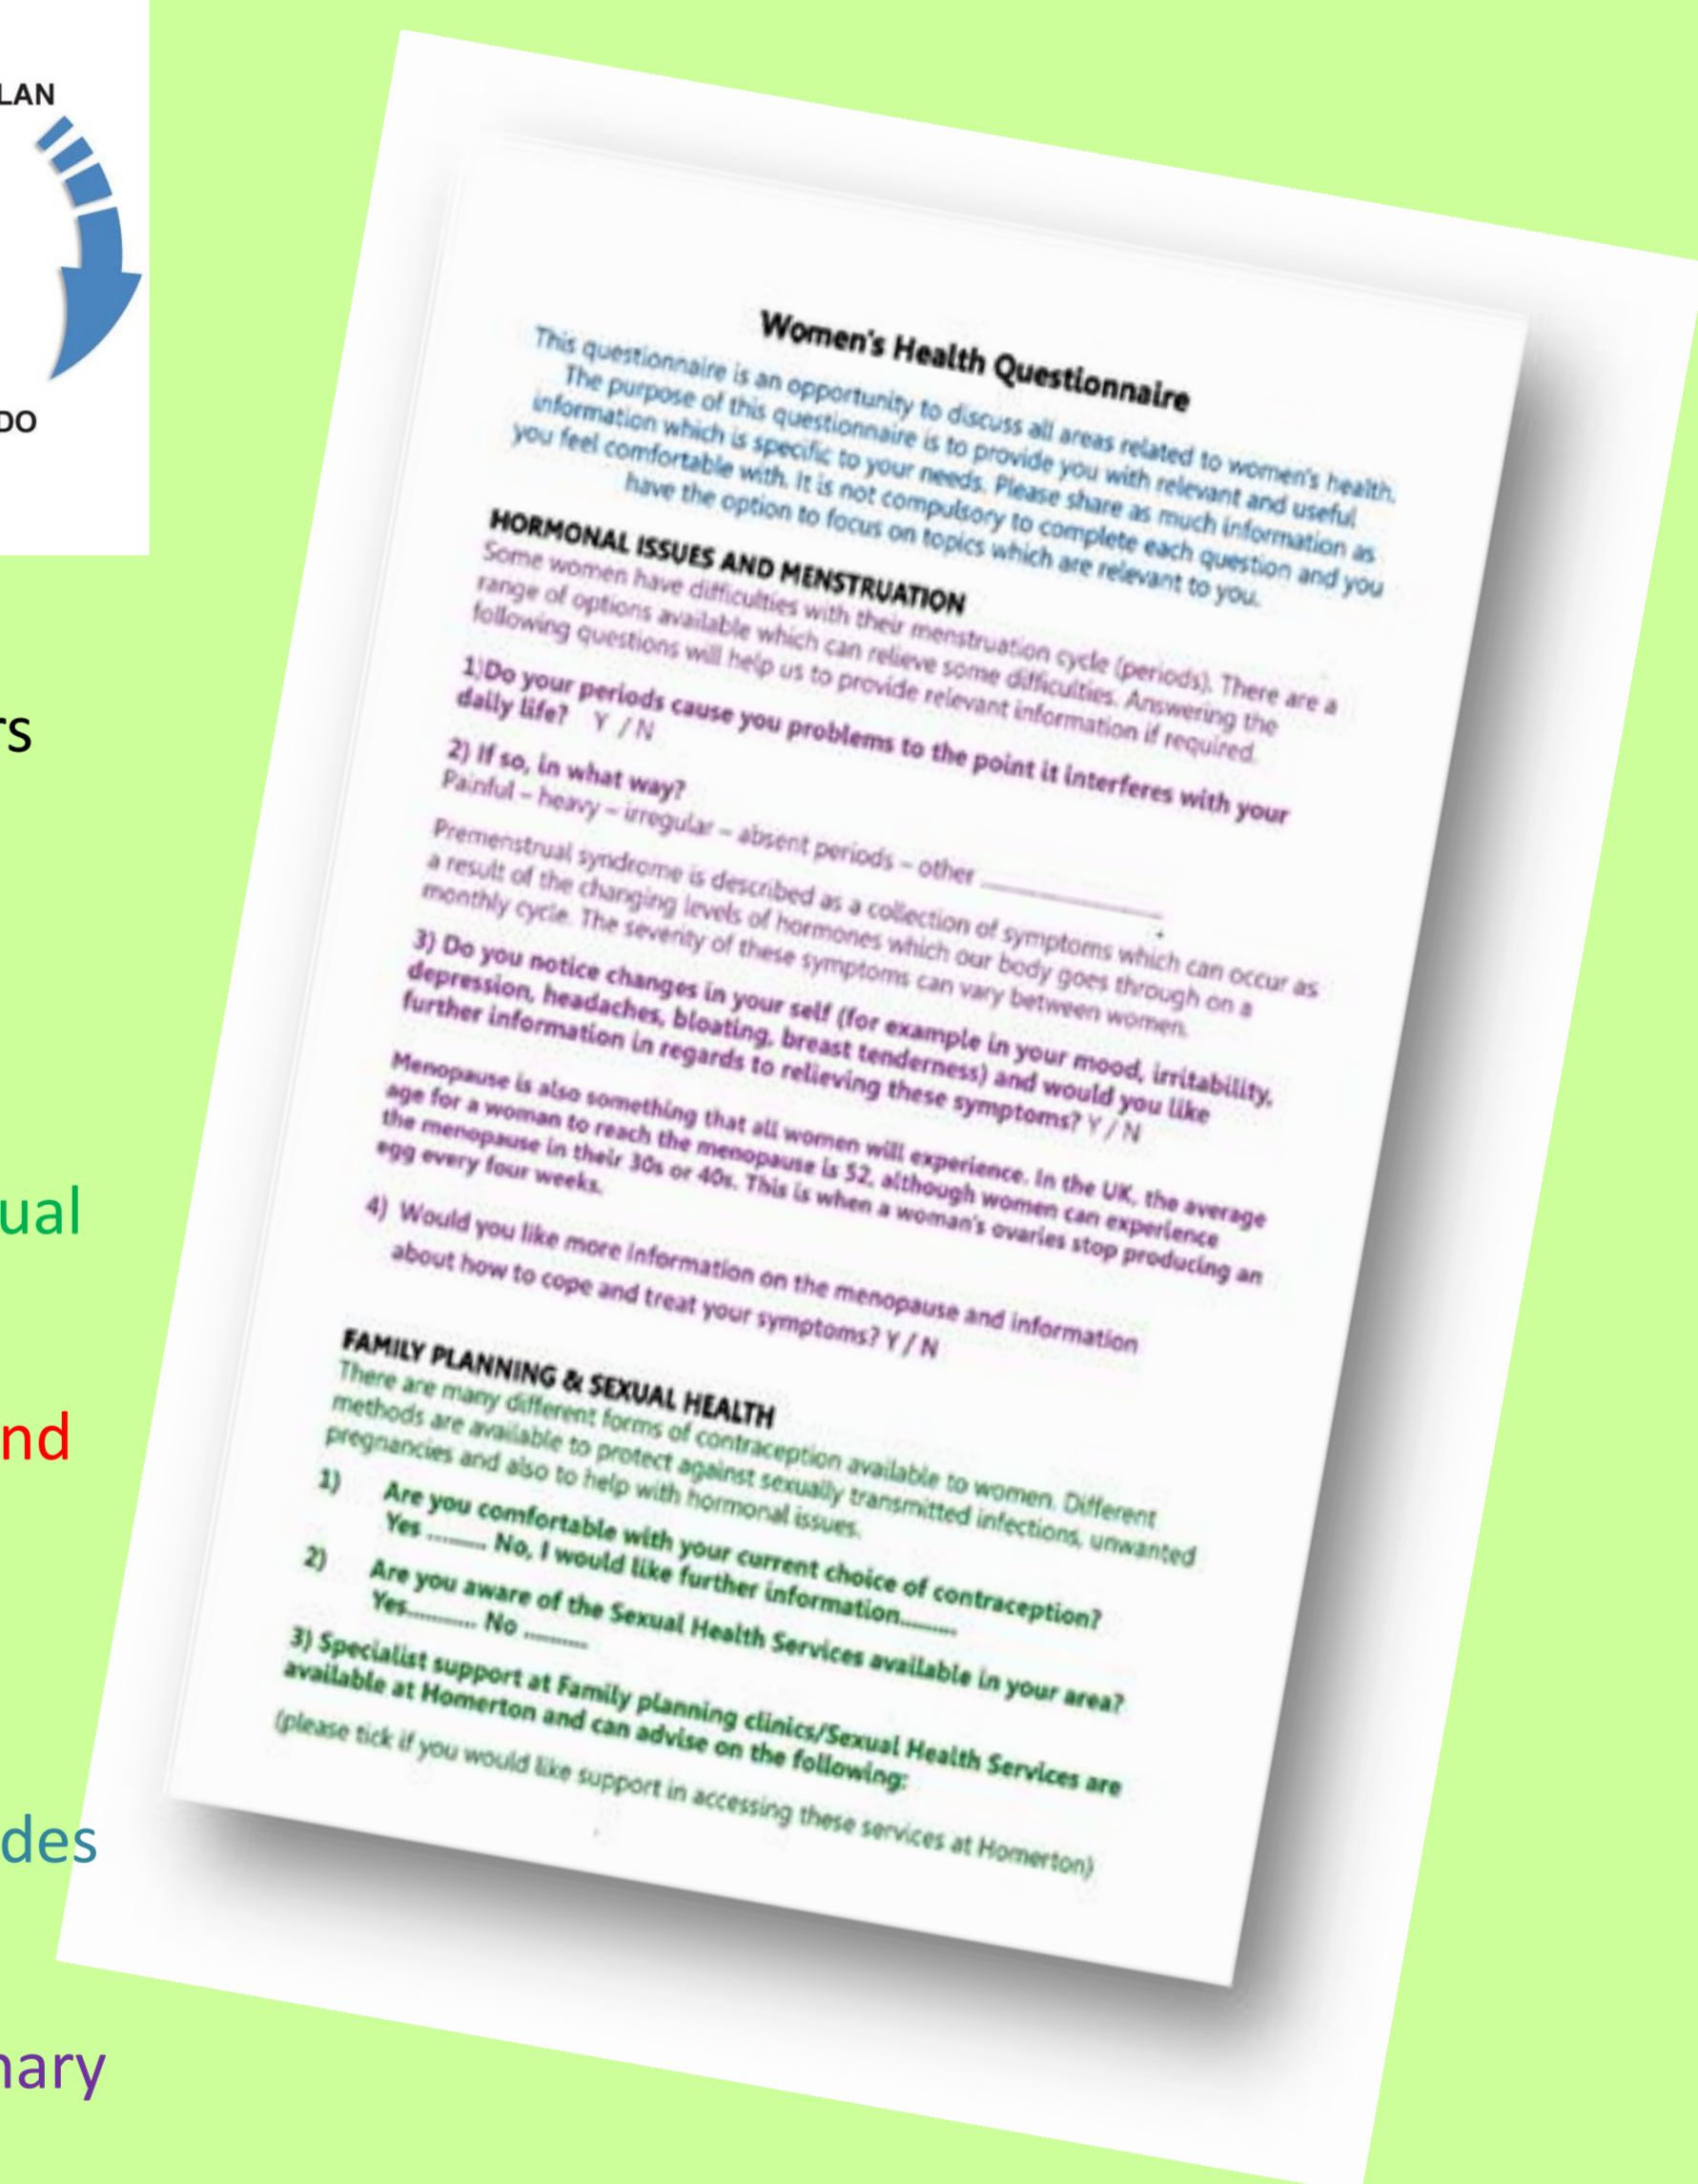 LAN
DO
rs
ual
nd
des
nary
Women's Health Questionnaire
This questionnaire is an opportunity to discuss all areas related to women's health.
The purpose of this questionnaire is to provide you with relevant and useful
information which is specific to your needs. Please share as much information as
you feel comfortable with. It is not compulsory to complete each question and you
have the option to focus on topics which are relevant to you.
HORMONAL ISSUES AND MENSTRUATION
Some women have difficulties with their menstruation cycle (periods). There are a
range of options available which can relieve some difficulties. Answering the
following questions will help us to provide relevant information if required.
1)Do your periods cause you problems to the point it interferes with your
daily life? Y / N
2) If so, in what way?
Painful – heavy – irregular – absent periods – other ____________________
Premenstrual syndrome is described as a collection of symptoms which can occur as
a result of the changing levels of hormones which our body goes through on a
monthly cycle. The severity of these symptoms can vary between women.
3) Do you notice changes in your self (for example in your mood, irritability,
depression, headaches, bloating, breast tenderness) and would you like
further information in regards to relieving these symptoms? Y / N
Menopause is also something that all women will experience. In the UK, the average
age for a woman to reach the menopause is 52, although women can experience
the menopause in their 30s or 40s. This is when a woman's ovaries stop producing an
egg every four weeks.
4) Would you like more information on the menopause and information
about how to cope and treat your symptoms? Y / N
FAMILY PLANNING & SEXUAL HEALTH
There are many different forms of contraception available to women. Different
methods are available to protect against sexually transmitted infections, unwanted
pregnancies and also to help with hormonal issues.
1) Are you comfortable with your current choice of contraception?
Yes .......... No, I would like further information..........
2) Are you aware of the Sexual Health Services available in your area?
Yes............ No ...........
3) Specialist support at Family planning clinics/Sexual Health Services are
available at Homerton and can advise on the following:
(please tick if you would like support in accessing these services at Homerton)